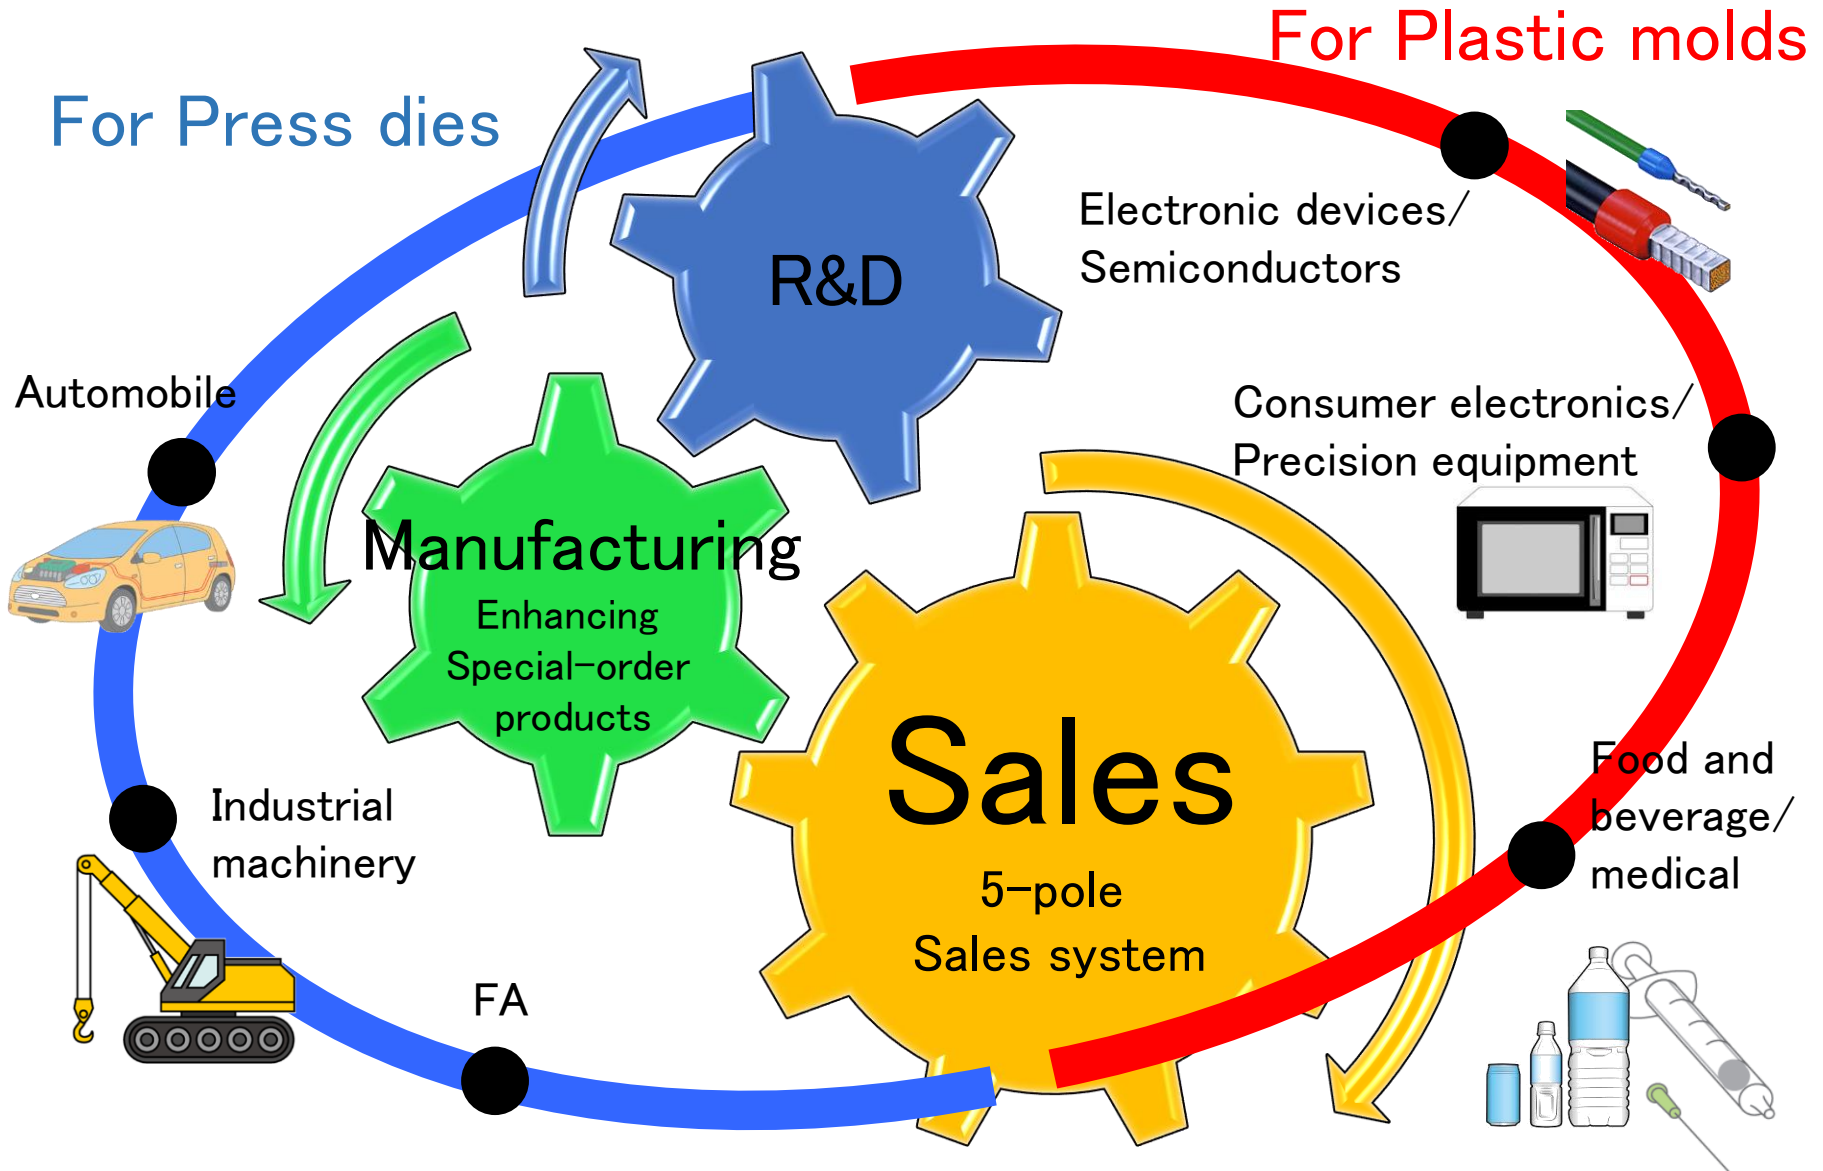 For Plastic molds
For Press dies
Electronic devices/
Semiconductors
R&D
Automobile
Consumer electronics/
Precision equipment
Manufacturing
Enhancing
Special-order
products
Sales
5-pole
Sales system
Food and
beverage/
medical
Industrial
machinery
FA